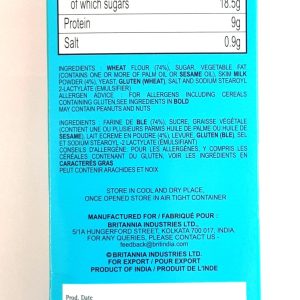 of which sugars 18.5g
Protein 9g
Salt 0.9g
INGREDIENTS : WHEAT FLOUR (74%), SUGAR, VEGETABLE FAT
(CONTAINS ONE OR MORE OF PALM OIL OR SESAME OIL), SKIM MILK
POWDER (4%), YEAST, GLUTEN (WHEAT), SALT AND SODIUM STEAROYL
2-LACTYLATE (EMULSIFIER)
ALLERGEN ADVICE : FOR ALLERGENS INCLUDING CEREALS
CONTAINING GLUTEN,SEE INGREDIENTS IN BOLD
MAY CONTAIN PEANUTS AND NUTS
INGRÉDIENTS : FARINE DE BLÉ (74%), SUCRE, GRAISSE VÉGÉTALE
(CONTIENT UNE OU PLUSIEURS PARMIS HUILE DE PALMO OU HUILE DE
SESAME), LAIT ECREME EN POUDRE (4%), LEVURE, GLUTEN (BLÉ), SEL
ET SODIUM STEAROYL-2 LACTYLATE (ÉMULSIFIANT)
CONSEILS D'ALLERGÈNE: POUR LES ALLERGÈNES, Y COMPRIS LES
CÉRÉALES CONTENANT DU GLUTEN, VOIR LES INGRÉDIENTS EN
CARACTERÈS GRAS
PEUT CONTENIR ARACHIDES ET NOIX
STORE IN COOL AND DRY PLACE,
ONCE OPENED STORE IN AIR TIGHT CONTAINER
MANUFACTURED FOR / FABRIQUÉ POUR :
BRITANNIA INDUSTRIES LTD.
5/1A HUNGERFORD STREET, KOLKATA 700 017, INDIA.
FOR ANY QUERIES, PLEASE CONTACT US -
feedback@britindia.com
© BRITANNIA INDUSTRIES LTD.
FOR EXPORT / POUR EXPORT
PRODUCT OF INDIA / PRODUIT DE L'INDE
Prod. Date